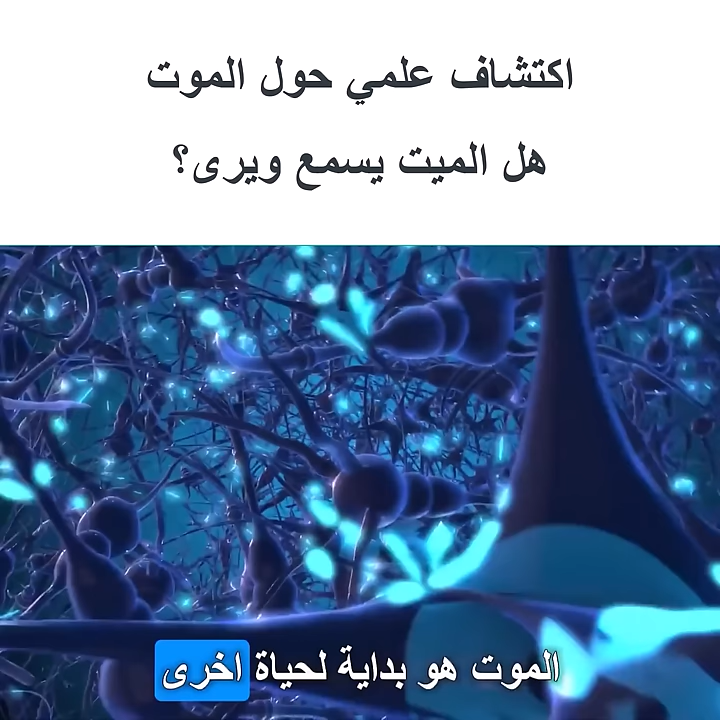 اكتشاف علمي حول الموت
هل الميت يسمع ويرى؟
الموت هو بداية لحياة اخرى